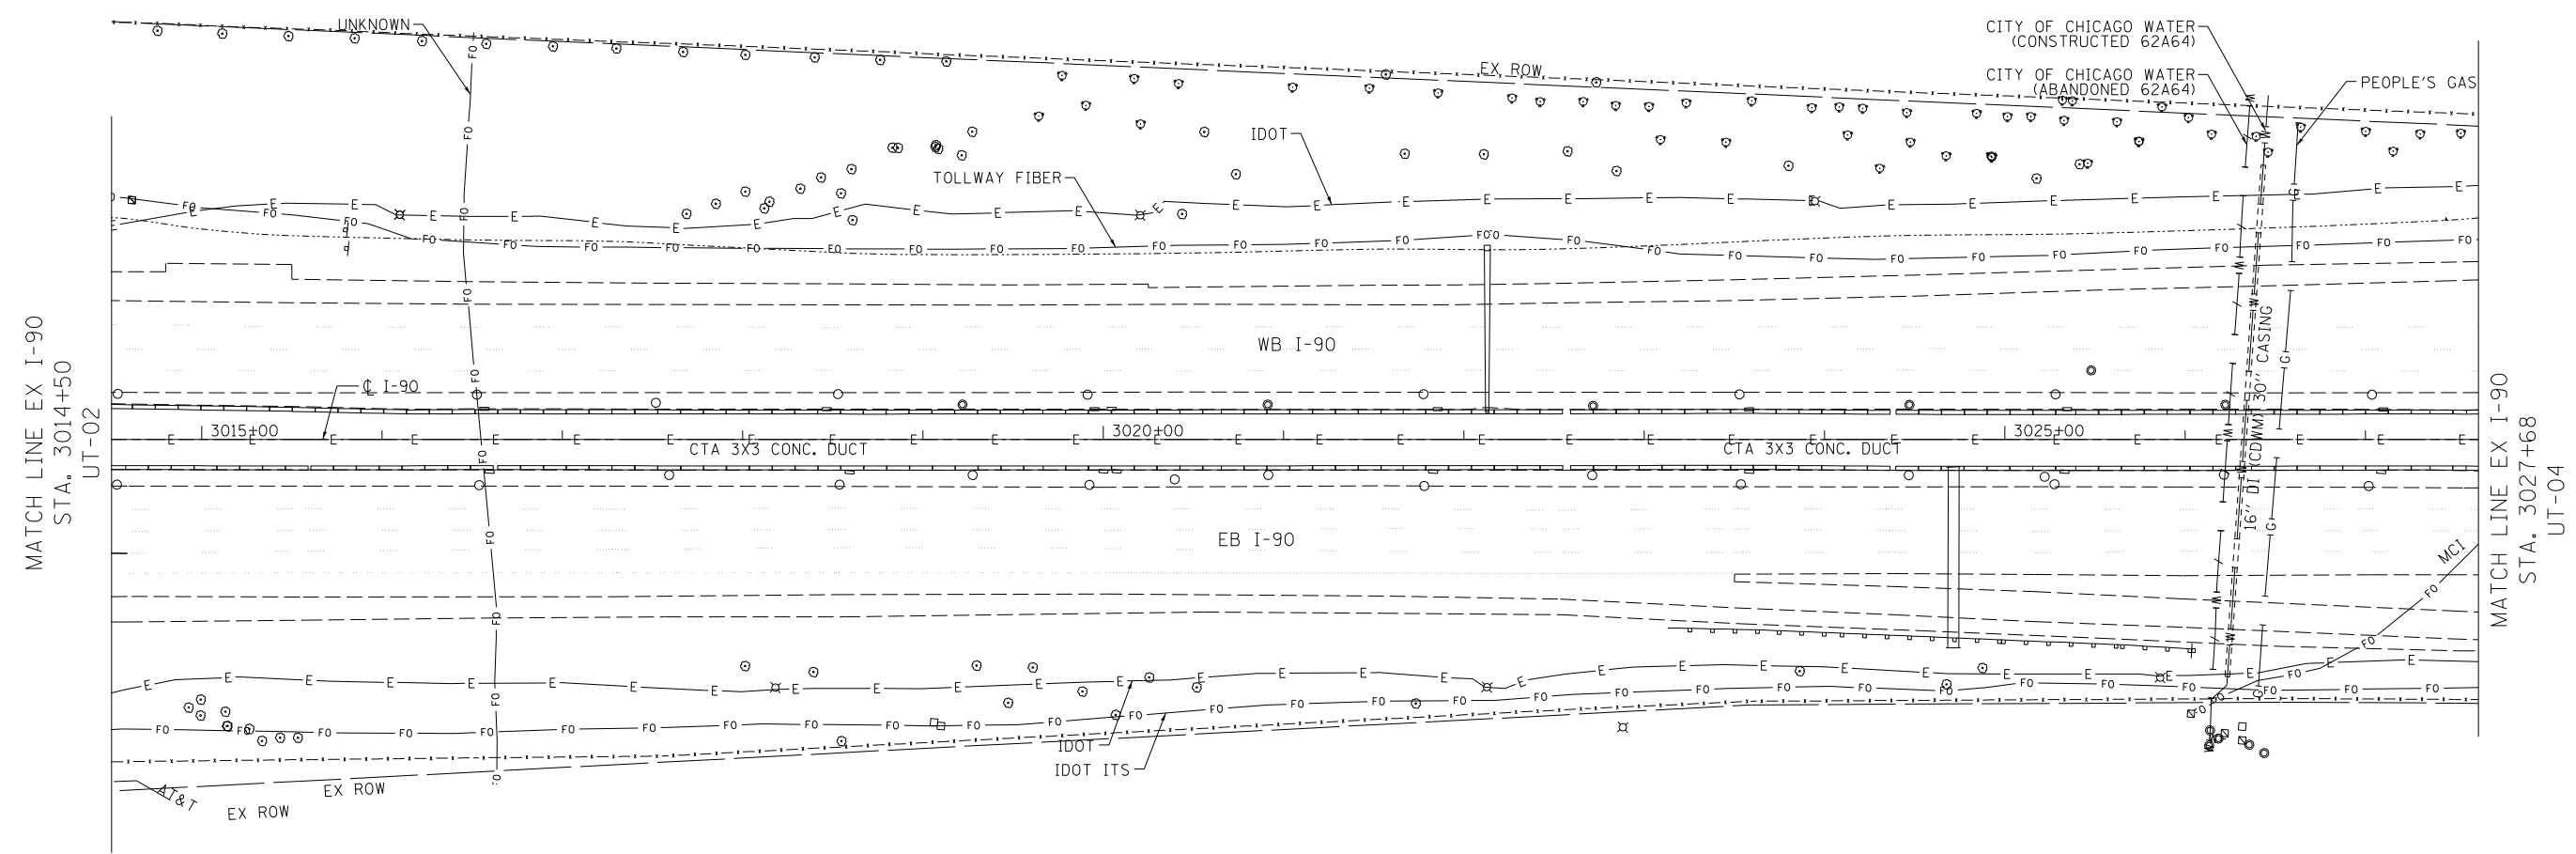 UNKNOWN
CITY OF CHICAGO WATER
(CONSTRUCTED 62A64)
CITY OF CHICAGO WATER
(ABANDONED 62A64)
PEOPLE'S GAS
EX ROW
IDOT
TOLLWAY FIBER
WB I-90
℄ I-90
3015+00
3020+00
3025+00
CTA 3X3 CONC. DUCT
CTA 3X3 CONC. DUCT
16'' DI (CDWM) 30'' CASING
EB I-90
MCI
MATCH LINE EX I-90
STA. 3014+50
UT-02
MATCH LINE EX I-90
STA. 3027+68
UT-04
IDOT
IDOT ITS
AT&T
EX ROW
EX ROW